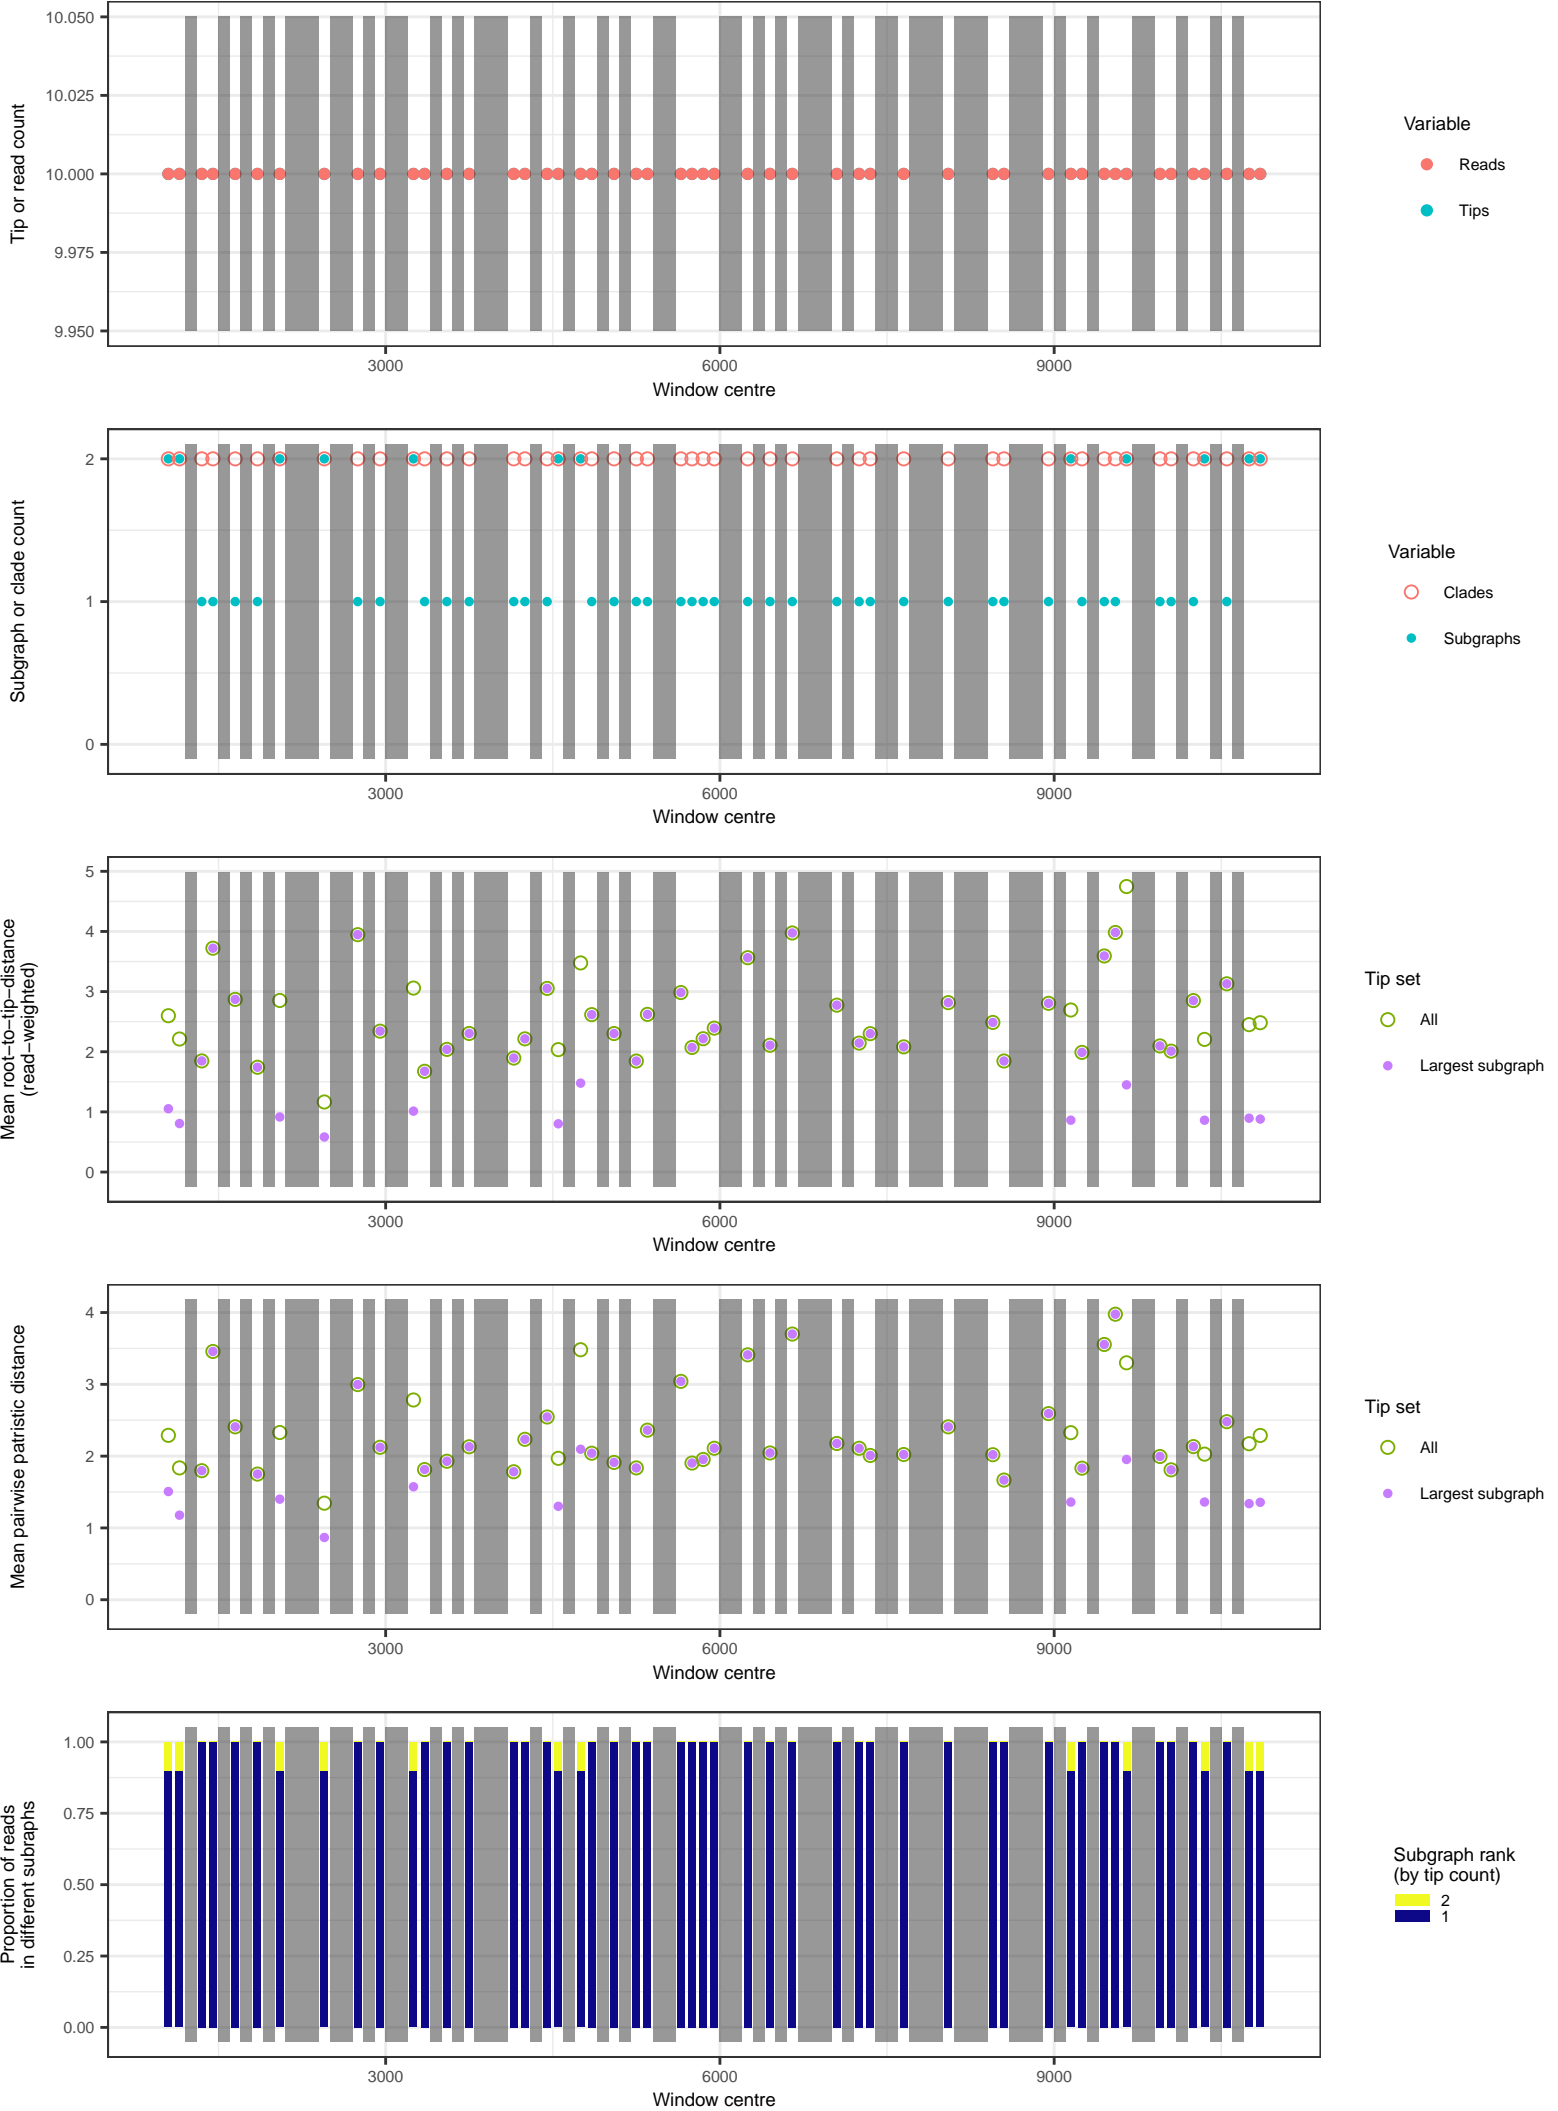 10.050
10.025
10.000
9.975
9.950
Tip or read count
3000
6000
9000
Window centre
Variable
Reads
Tips
2
1
0
Subgraph or clade count
3000
6000
9000
Window centre
Variable
Clades
Subgraphs
5
4
3
2
1
0
Mean root−to−tip−distance
(read−weighted)
3000
6000
9000
Window centre
Tip set
All
Largest subgraph
4
3
2
1
0
Mean pairwise patristic distance
3000
6000
9000
Window centre
Tip set
All
Largest subgraph
1.00
0.75
0.50
0.25
0.00
Proportion of reads
in different subraphs
3000
6000
9000
Window centre
Subgraph rank
(by tip count)
2
1